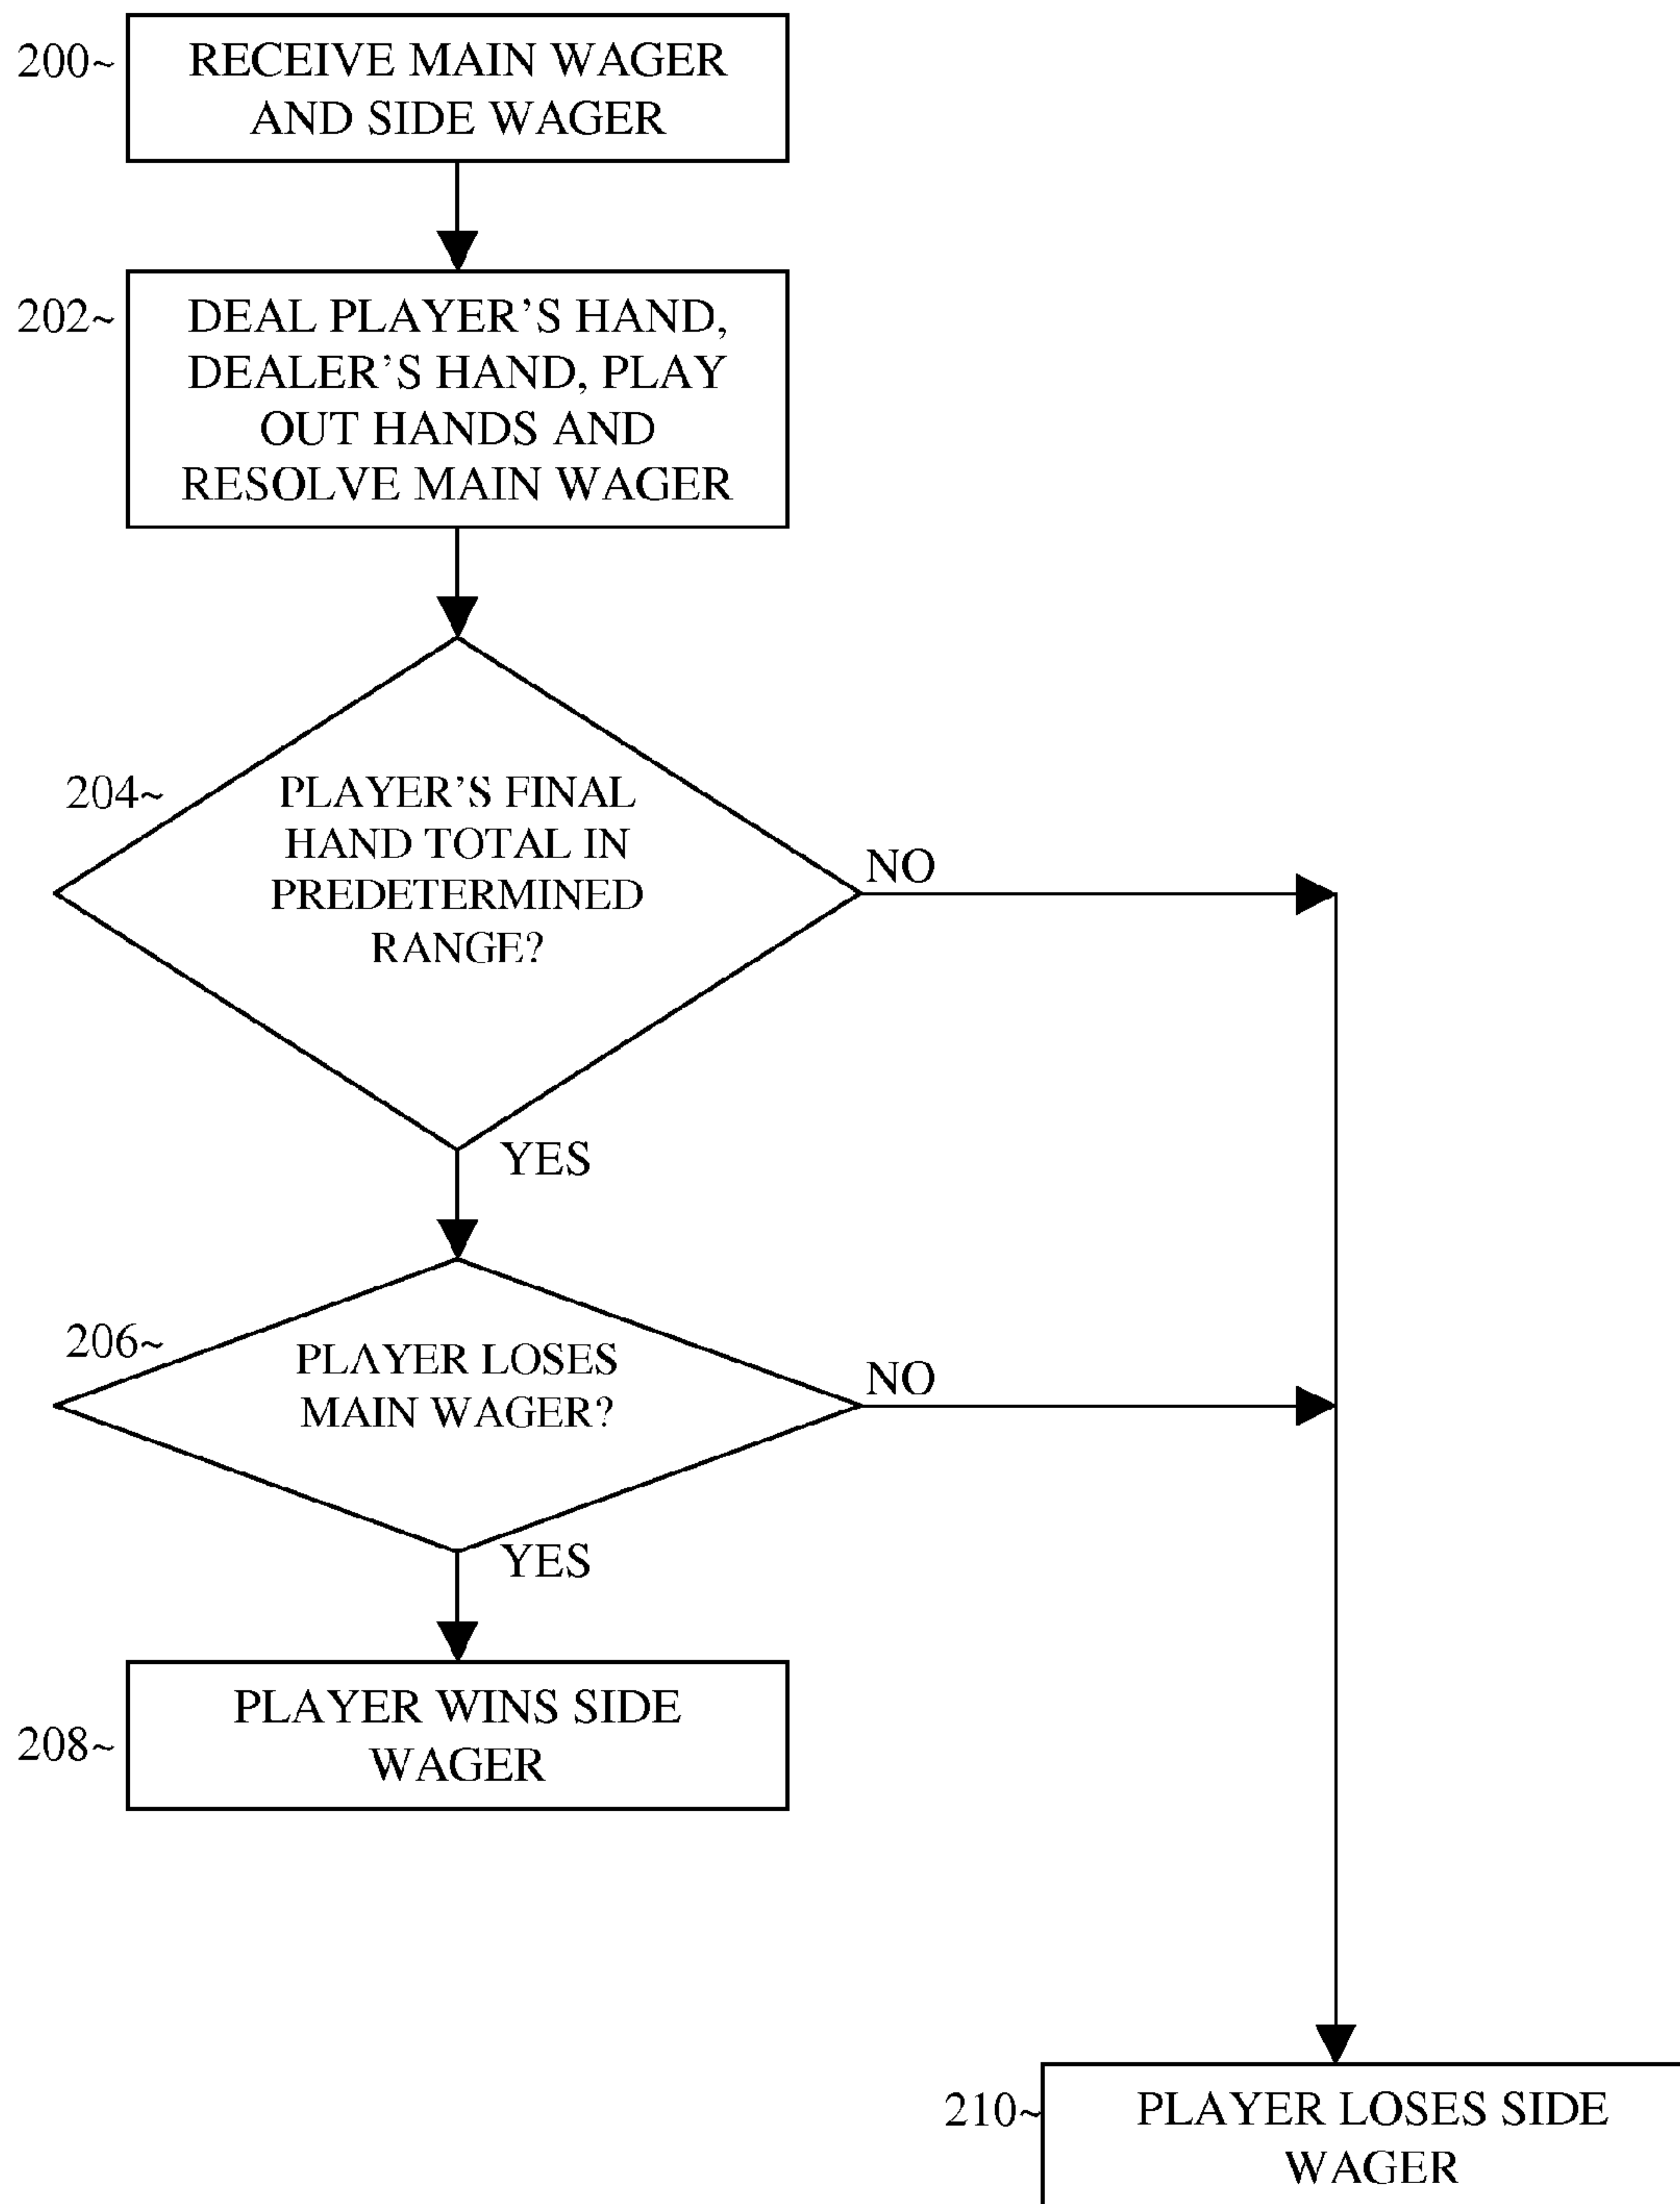 200~
RECEIVE MAIN WAGER
AND SIDE WAGER
202~
DEAL PLAYER’S HAND,
DEALER’S HAND, PLAY
OUT HANDS AND
RESOLVE MAIN WAGER
204~
PLAYER’S FINAL
HAND TOTAL IN
PREDETERMINED
RANGE?
NO
YES
206~
PLAYER LOSES
MAIN WAGER?
NO
YES
208~
PLAYER WINS SIDE
WAGER
210~
PLAYER LOSES SIDE
WAGER